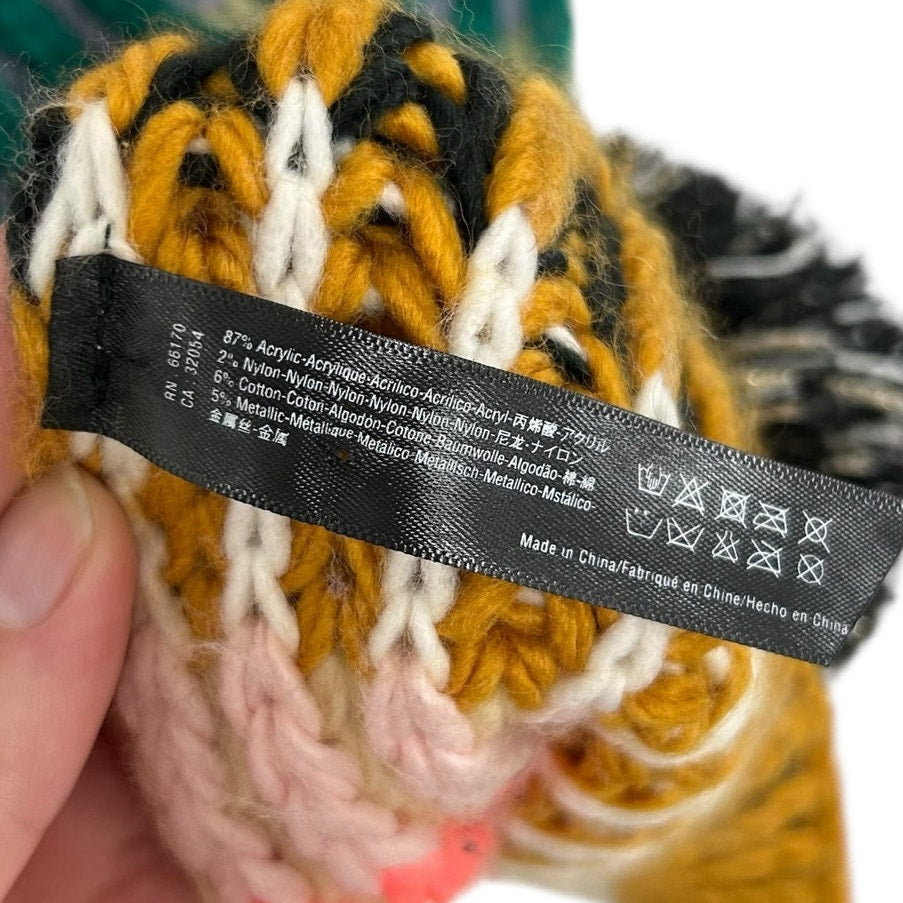 RN 66170
CA 32054
87% Acrylic-Acrylique-Acrilico-Acrílico-Acryl-丙烯酸-アクリル
2% Nylon-Nylon-Nylon-Nylon-Nylon-Nylon-尼龙-ナイロン
6% Cotton-Coton-Algodón-Cotone-Baumwolle-Algodão-棉-綿
5% Metallic-Métallique-Metálico-Metallisch-Metallico-Mstálico-
金属丝-金属
Made in China/Fabriqué en Chine/Hecho en China